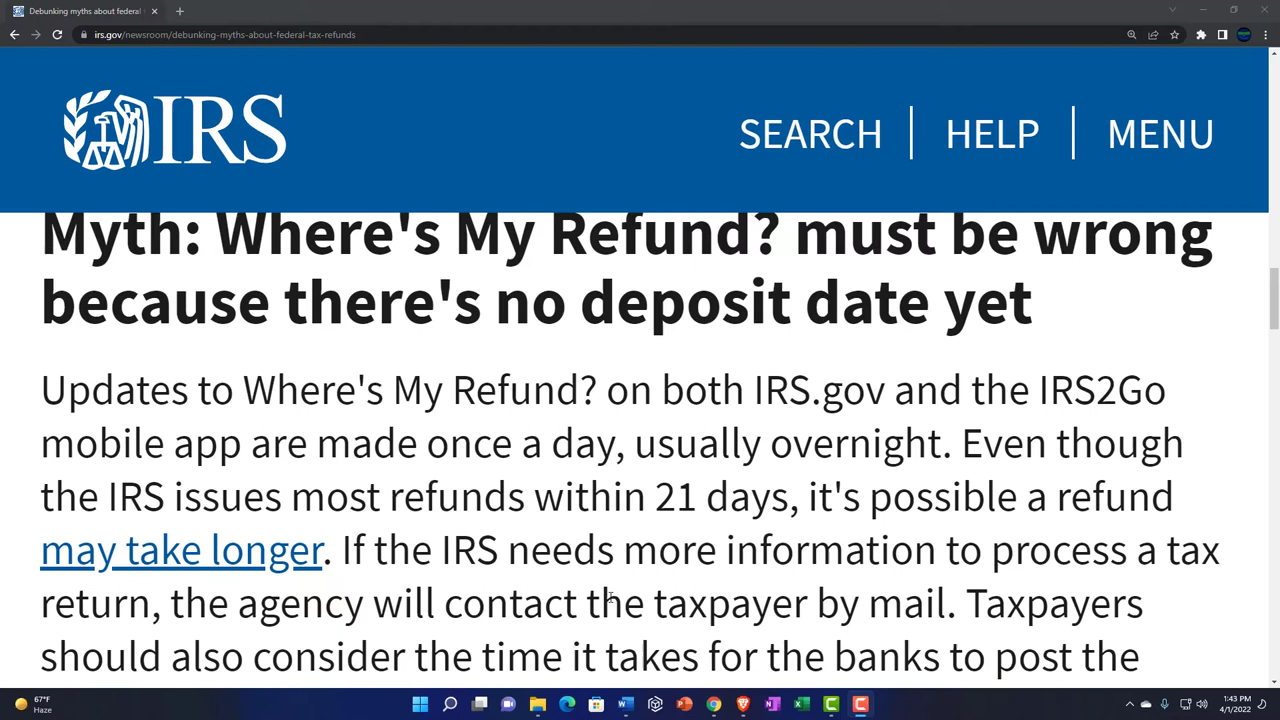 Debunking myths about federal
irs.gov/newsroom/debunking-myths-about-federal-tax-refunds
IRS
SEARCH | HELP | MENU
Myth: Where's My Refund? must be wrong
because there's no deposit date yet
Updates to Where's My Refund? on both IRS.gov and the IRS2Go
mobile app are made once a day, usually overnight. Even though
the IRS issues most refunds within 21 days, it's possible a refund
may take longer. If the IRS needs more information to process a tax
return, the agency will contact the taxpayer by mail. Taxpayers
should also consider the time it takes for the banks to post the
67°F
Haze
1:43 PM
4/1/2022